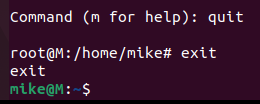 Command (m for help): quit
root@M:/home/mike# exit
exit
mike@M:~$